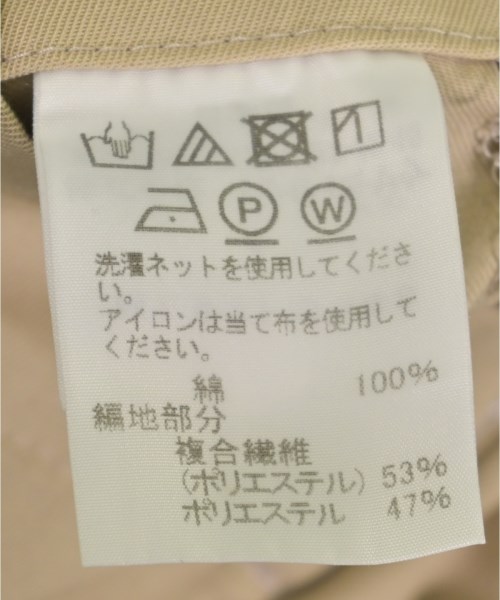 P W
洗濯ネットを使用してくださ
い。
アイロンは当て布を使用して
ください。
綿 100%
編地部分
複合繊維
(ポリエステル) 53%
ポリエステル 47%